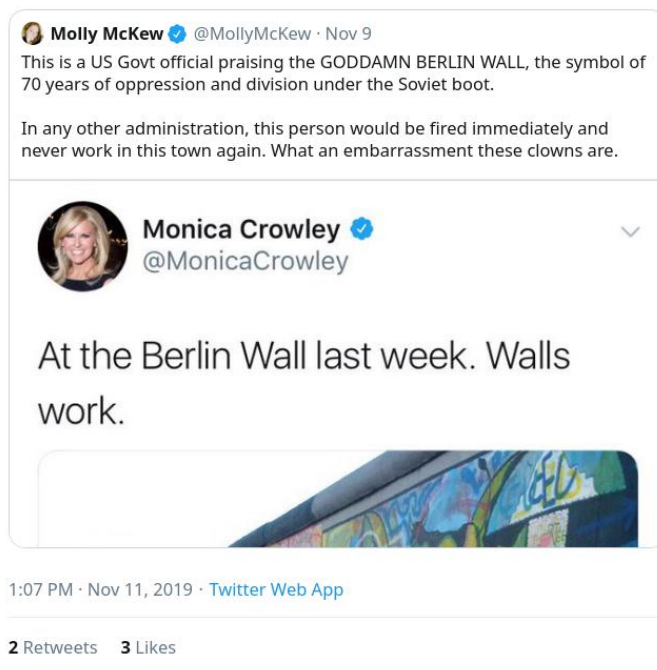 Molly McKew @MollyMcKew · Nov 9
This is a US Govt official praising the GODDAMN BERLIN WALL, the symbol of
70 years of oppression and division under the Soviet boot.
In any other administration, this person would be fired immediately and
never work in this town again. What an embarrassment these clowns are.
Monica Crowley
@MonicaCrowley
At the Berlin Wall last week. Walls
work.
1:07 PM · Nov 11, 2019 · Twitter Web App
2 Retweets 3 Likes